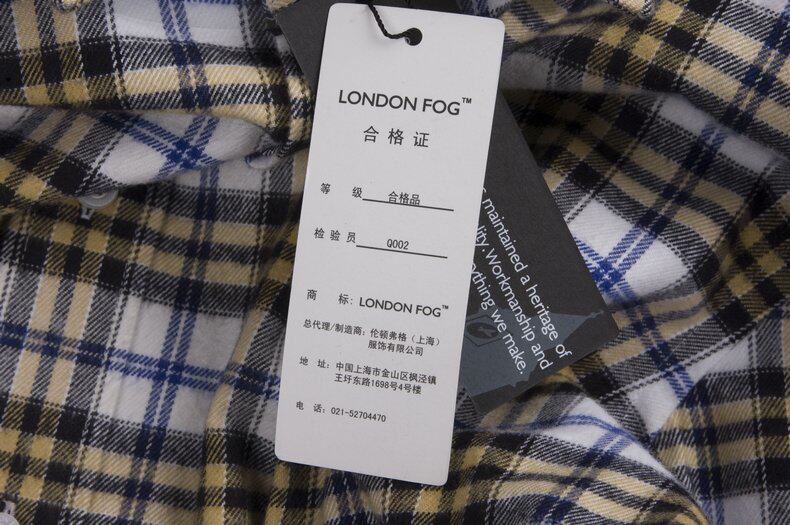 LONDON FOG™
合格证
等 级 合格品
检验员 Q002
商 标: LONDON FOG™
总代理/制造商: 伦顿弗格(上海)
服饰有限公司
地 址: 中国上海市金山区枫泾镇
王圩东路1698号4号楼
电 话: 021-52704470
maintained a heritage of
Workmanship and
we make.